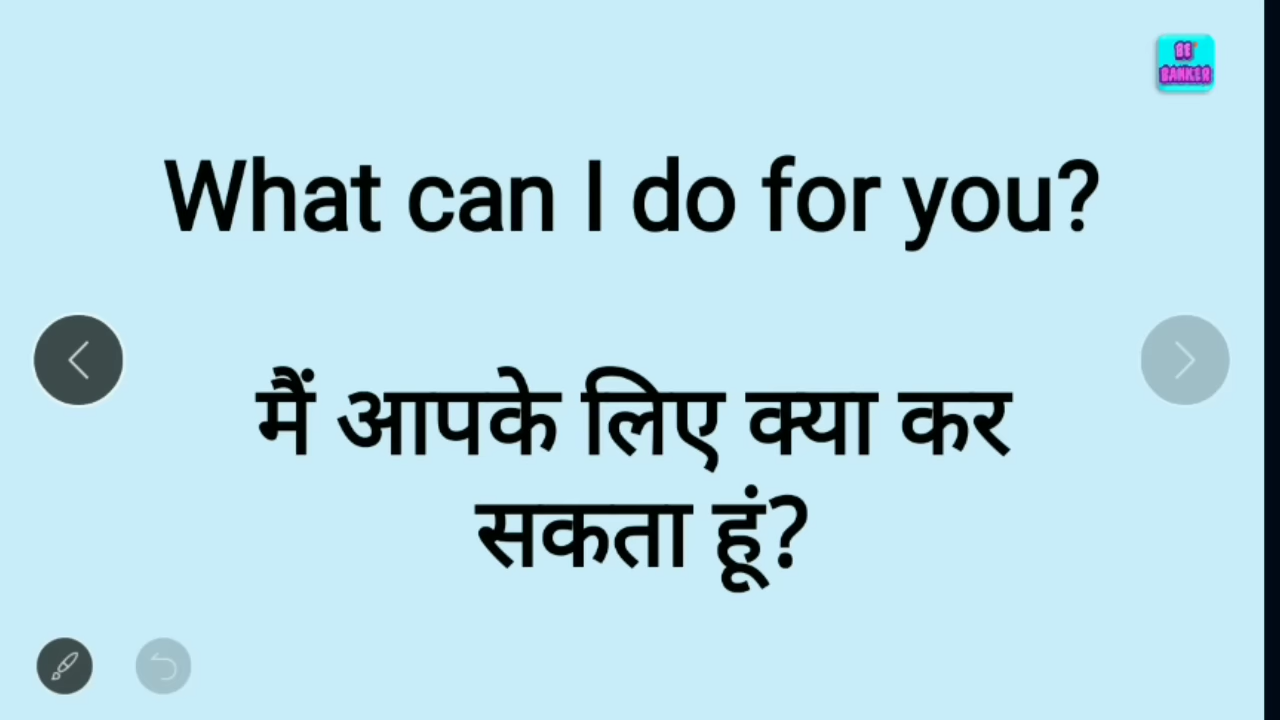 BE
BANKER
What can I do for you?
मैं आपके लिए क्या कर
सकता हूं?